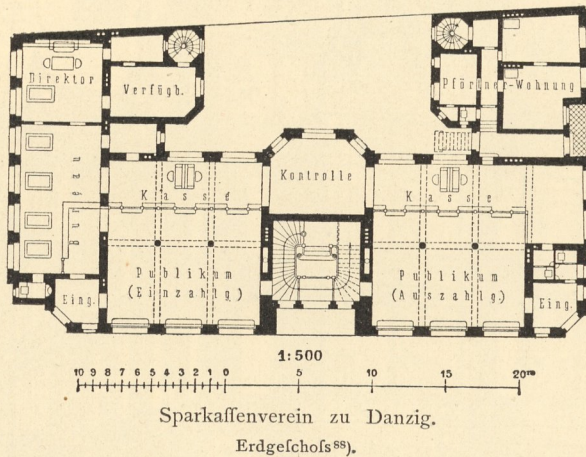 Direktor
Verfügb.
Pförtner-Wohnung
Bureau
Kasse
Kontrolle
Kasse
Publikum
(Einzahlg.)
Publikum
(Auszahlg.)
Eing.
Eing.
1:500
10 9 8 7 6 5 4 3 2 1 0 5 10 15 20m
Sparkaſſenverein zu Danzig.
Erdgeſchoſs 88).